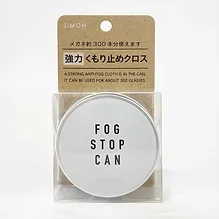 SIMON
メガネ約300本分使えます
強力くもり止めクロス
A STRONG ANTI-FOG CLOTH IS IN THE CAN.
IT CAN BE USED FOR ABOUT 300 GLASSES.
FOG
STOP
CAN